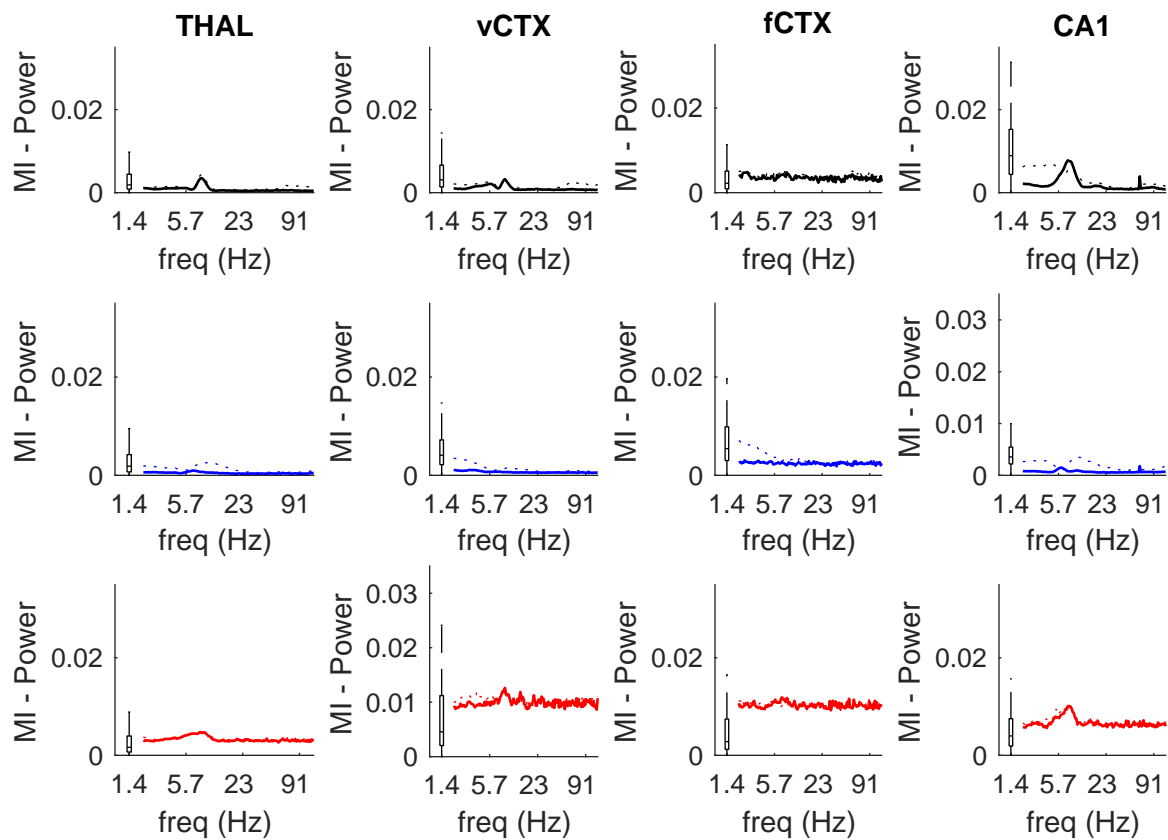 THAL vCTX fCTX CA1
MI - Power MI - Power MI - Power MI - Power
0.02 0.02 0.02 0.02
0 0 0 0
1.4 5.7 23 91 1.4 5.7 23 91 1.4 5.7 23 91 1.4 5.7 23 91
freq (Hz) freq (Hz) freq (Hz) freq (Hz)
MI - Power MI - Power MI - Power MI - Power
0.03
0.02 0.02 0.02 0.02
0.01
0 0 0 0
1.4 5.7 23 91 1.4 5.7 23 91 1.4 5.7 23 91 1.4 5.7 23 91
freq (Hz) freq (Hz) freq (Hz) freq (Hz)
MI - Power MI - Power MI - Power MI - Power
0.03
0.02 0.02 0.02 0.02
0.01
0 0 0 0
1.4 5.7 23 91 1.4 5.7 23 91 1.4 5.7 23 91 1.4 5.7 23 91
freq (Hz) freq (Hz) freq (Hz) freq (Hz)